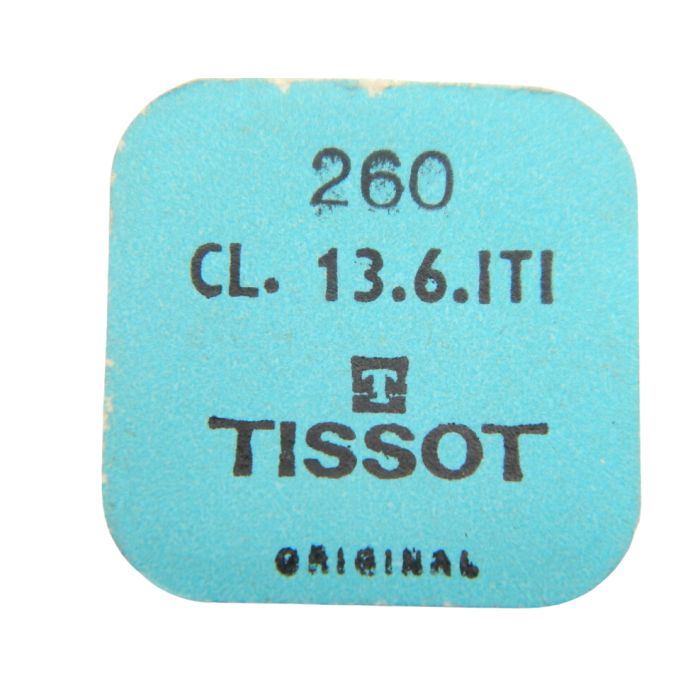 260
CL. 13.6.ITI
T
TISSOT
ORIGINAL